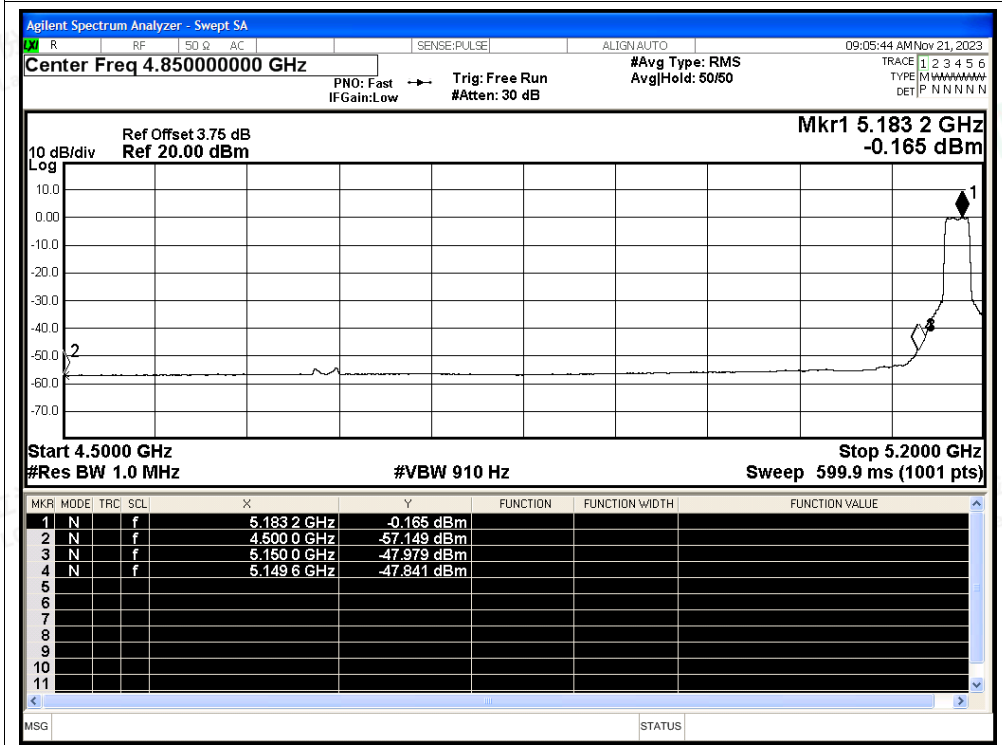 Agilent Spectrum Analyzer - Swept SA
LXI R RF 50 Ω AC SENSE:PULSE ALIGN AUTO 09:05:44 AM Nov 21, 2023
Center Freq 4.850000000 GHz
PNO: Fast
IFGain:Low
Trig: Free Run
#Atten: 30 dB
#Avg Type: RMS
Avg|Hold: 50/50
TRACE 1 2 3 4 5 6
TYPE M WWWWW
DET P N N N N N
Mkr1 5.183 2 GHz
-0.165 dBm
Ref Offset 3.75 dB
10 dB/div Ref 20.00 dBm
Log
10.0
0.00
-10.0
-20.0
-30.0
-40.0
-50.0
-60.0
-70.0
1
2
Start 4.5000 GHz Stop 5.2000 GHz
#Res BW 1.0 MHz #VBW 910 Hz Sweep 599.9 ms (1001 pts)
MKR MODE TRC SCL X Y FUNCTION FUNCTION WIDTH FUNCTION VALUE
1 N f 5.183 2 GHz -0.165 dBm
2 N f 4.500 0 GHz -57.149 dBm
3 N f 5.150 0 GHz -47.979 dBm
4 N f 5.149 6 GHz -47.841 dBm
5
6
7
8
9
10
11
MSG STATUS